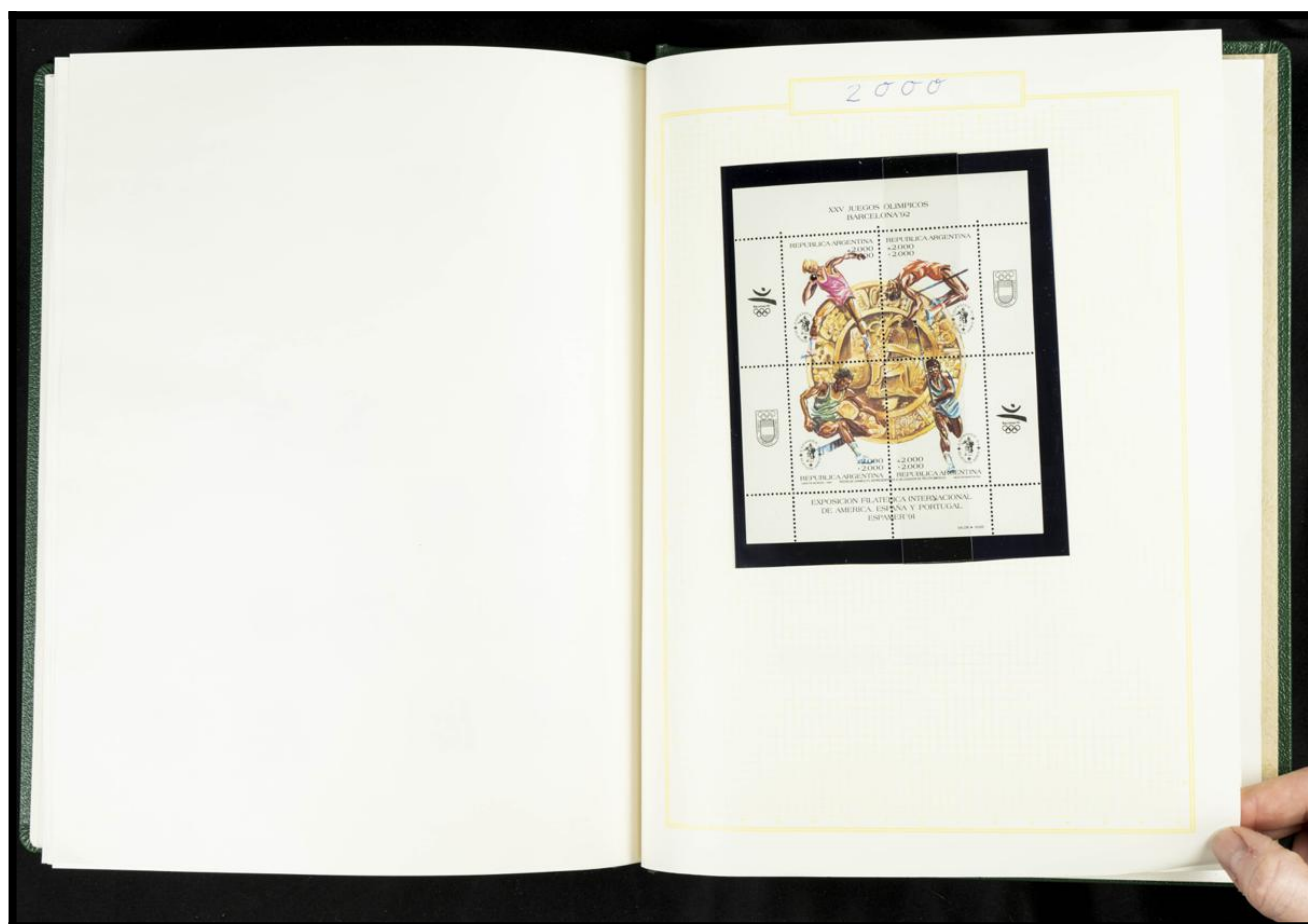 2000
XXV JUEGOS OLIMPICOS
BARCELONA'92
REPUBLICA ARGENTINA
REPUBLICA ARGENTINA
+2.000
+2.000
+2.000
+2.000
+2.000
+2.000
REPUBLICA ARGENTINA
REPUBLICA ARGENTINA
EXPOSICION FILATELICA INTERNACIONAL
DE AMERICA, ESPAÑA Y PORTUGAL
ESPAMER'91